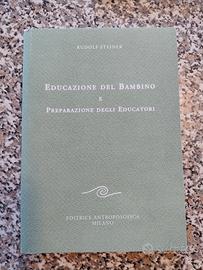 RUDOLF STEINER
EDUCAZIONE DEL BAMBINO
E
PREPARAZIONE DEGLI EDUCATORI
EDITRICE ANTROPOSOFICA
MILANO